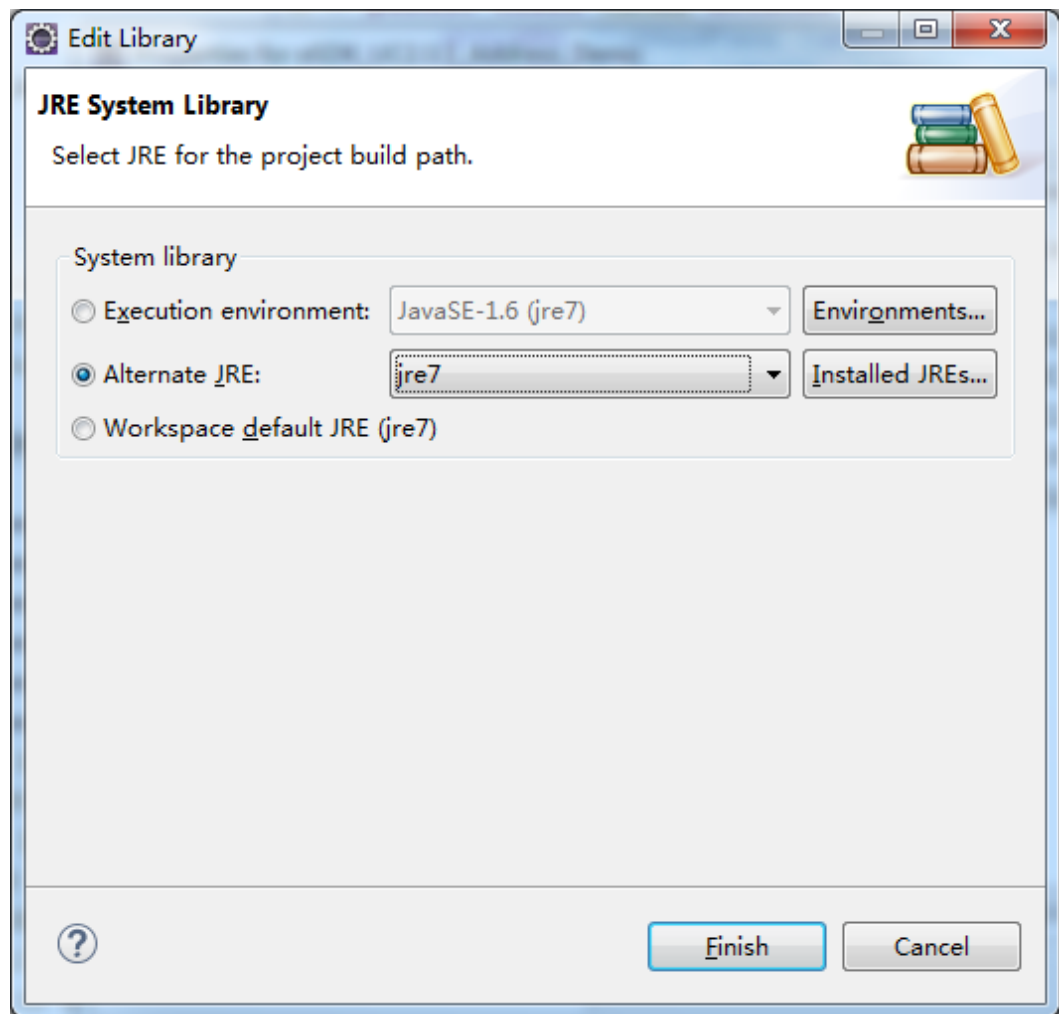 Edit Library
JRE System Library
Select JRE for the project build path.
System library
Execution environment: JavaSE-1.6 (jre7) Environments...
Alternate JRE: jre7 Installed JREs...
Workspace default JRE (jre7)
Finish Cancel